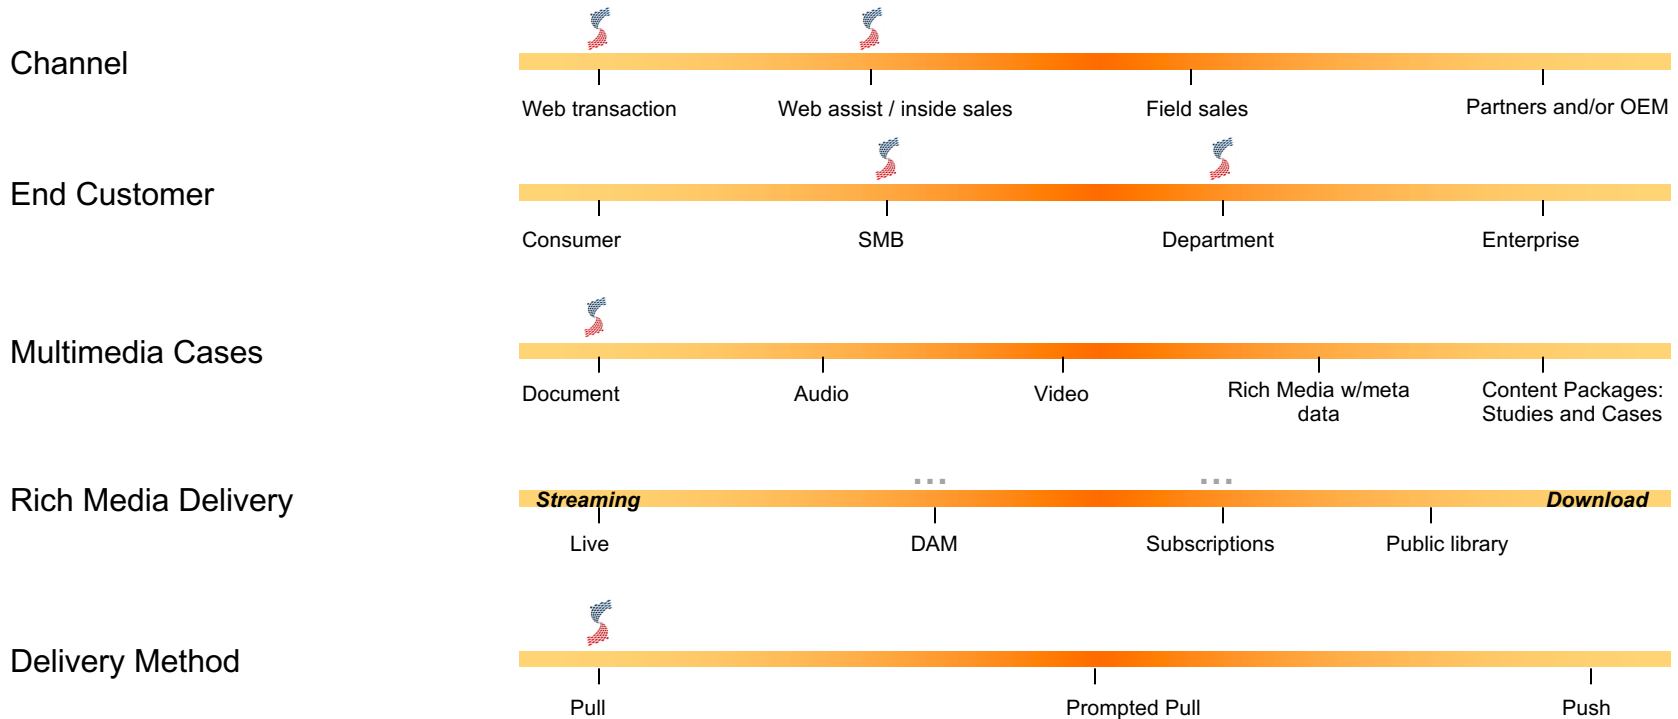 Channel
Web transaction
Web assist / inside sales
Field sales
Partners and/or OEM
End Customer
Consumer
SMB
Department
Enterprise
Multimedia Cases
Document
Audio
Video
Rich Media w/meta
data
Content Packages:
Studies and Cases
Rich Media Delivery
...
...
Streaming
Download
Live
DAM
Subscriptions
Public library
Delivery Method
Pull
Prompted Pull
Push